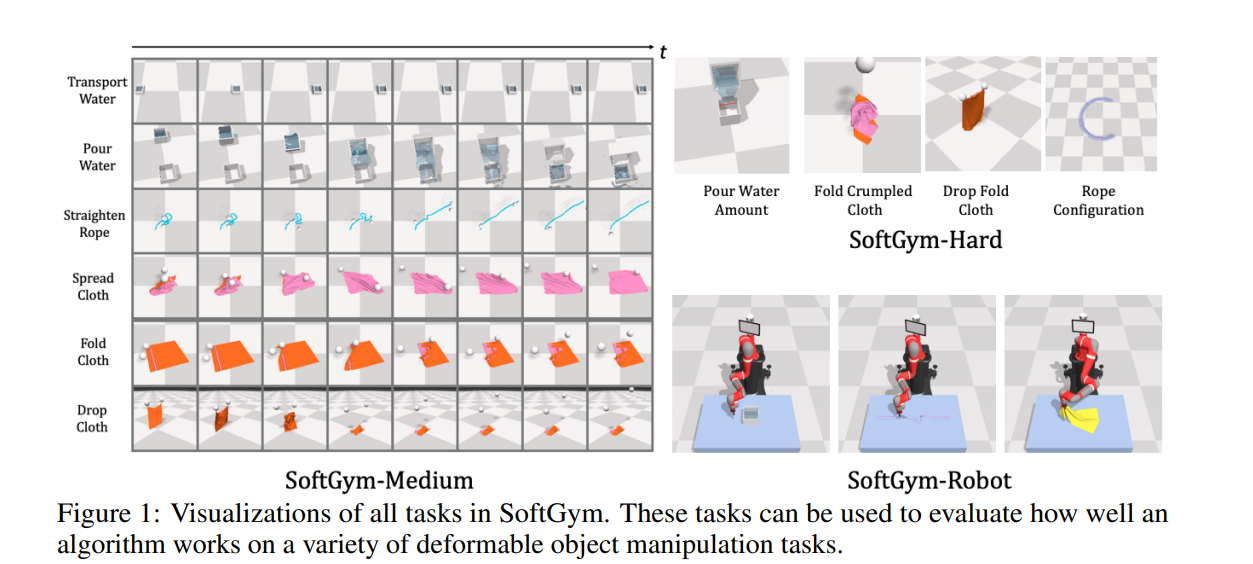 t
Transport
Water
Pour
Water
Straighten
Rope
Spread
Cloth
Fold
Cloth
Drop
Cloth
SoftGym-Medium
Pour Water
Amount
Fold Crumpled
Cloth
Drop Fold
Cloth
Rope
Configuration
SoftGym-Hard
SoftGym-Robot
Figure 1: Visualizations of all tasks in SoftGym. These tasks can be used to evaluate how well an
algorithm works on a variety of deformable object manipulation tasks.